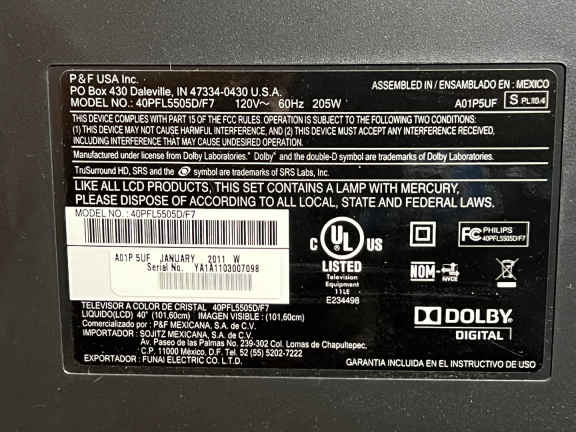 P & F USA Inc.
PO Box 430 Daleville, IN 47334-0430 U.S.A.
ASSEMBLED IN / ENSAMBLADO EN : MEXICO
MODEL NO.: 40PFL5505D/F7 120V～ 60Hz 205W A01P5UF S PL10.4
THIS DEVICE COMPLIES WITH PART 15 OF THE FCC RULES. OPERATION IS SUBJECT TO THE FOLLOWING TWO CONDITIONS:
(1) THIS DEVICE MAY NOT CAUSE HARMFUL INTERFERENCE, AND (2) THIS DEVICE MUST ACCEPT ANY INTERFERENCE RECEIVED,
INCLUDING INTERFERENCE THAT MAY CAUSE UNDESIRED OPERATION.
Manufactured under license from Dolby Laboratories." Dolby" and the double-D symbol are trademarks of Dolby Laboratories.
TruSurround HD, SRS and the symbol are trademarks of SRS Labs, Inc.
LIKE ALL LCD PRODUCTS, THIS SET CONTAINS A LAMP WITH MERCURY,
PLEASE DISPOSE OF ACCORDING TO ALL LOCAL, STATE AND FEDERAL LAWS.
MODEL NO. : 40PFL5505D/F7
A01P 5UF JANUARY 2011 W
Serial No. YA1A1103007098
C UL US
LISTED
Television
Equipment
11LE
E234498
FC PHILIPS
40PFL5505D/F7
NOM NYCE
DOLBY
DIGITAL
TELEVISOR A COLOR DE CRISTAL 40PFL5505D/F7
LIQUIDO(LCD) 40" (101,60cm) IMAGEN VISIBLE : (101,60cm)
Comercializado por : P&F MEXICANA, S.A. de C.V.
IMPORTADOR : SOJITZ MEXICANA, S.A. de C.V.
Av. Paseo de las Palmas No. 239-302 Col. Lomas de Chapultepec.
C.P. 11000 México, D.F. Tel. 52 (55) 5202-7222
EXPORTADOR : FUNAI ELECTRIC CO. LTD.
GARANTIA INCLUIDA EN EL INSTRUCTIVO DE USO